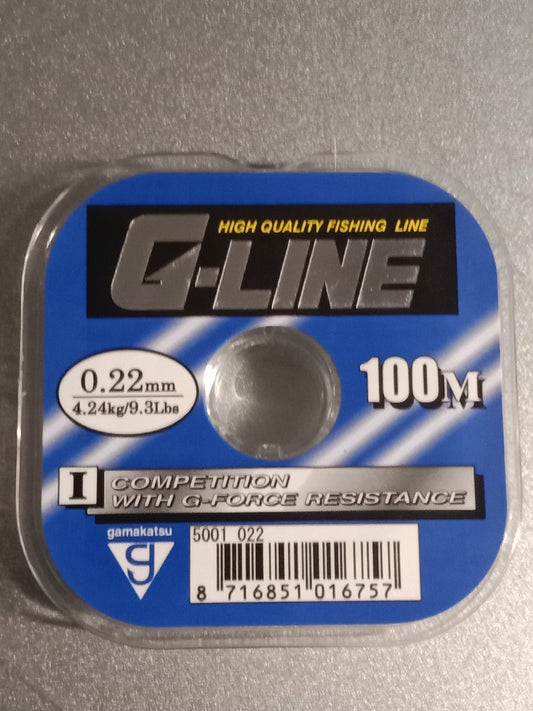 HIGH QUALITY FISHING LINE
G-LINE
0.22mm
4.24kg/9.3Lbs
100M
I COMPETITION
WITH G-FORCE RESISTANCE
gamakatsu
g
5001 022
8 716851 016757